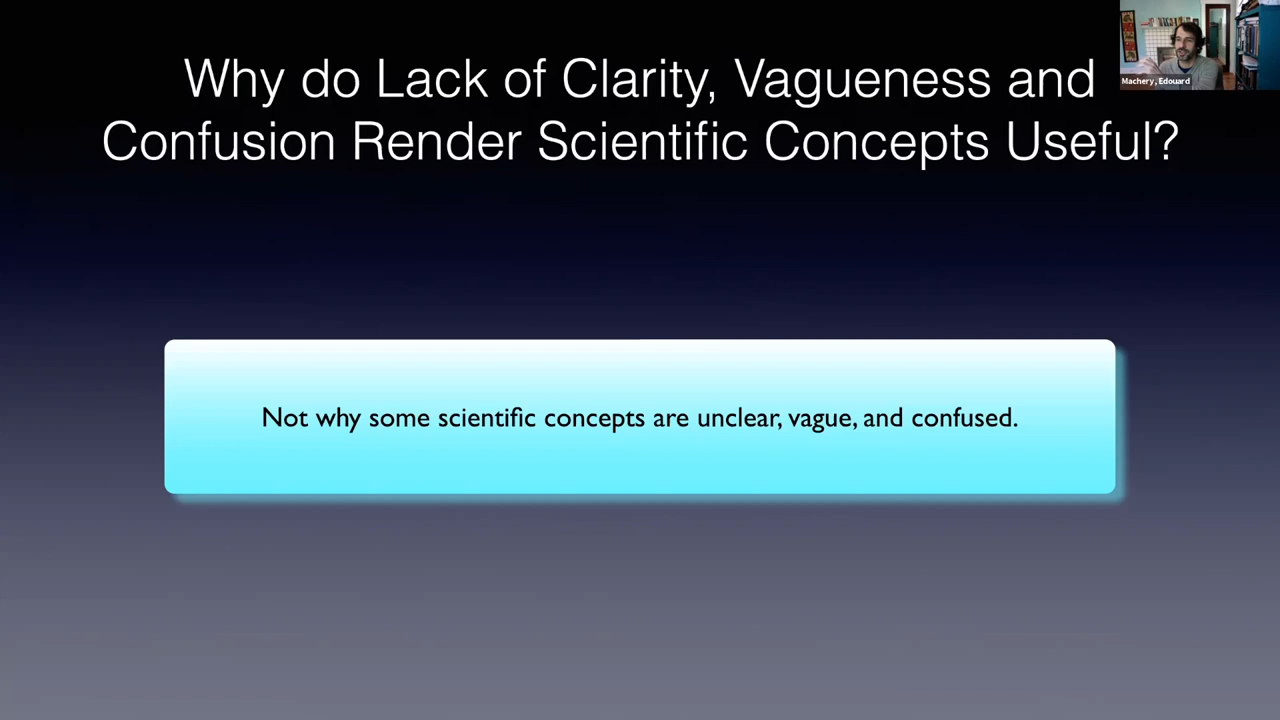 Why do Lack of Clarity, Vagueness and
Confusion Render Scientific Concepts Useful?
Machery, Edouard
Not why some scientific concepts are unclear, vague, and confused.